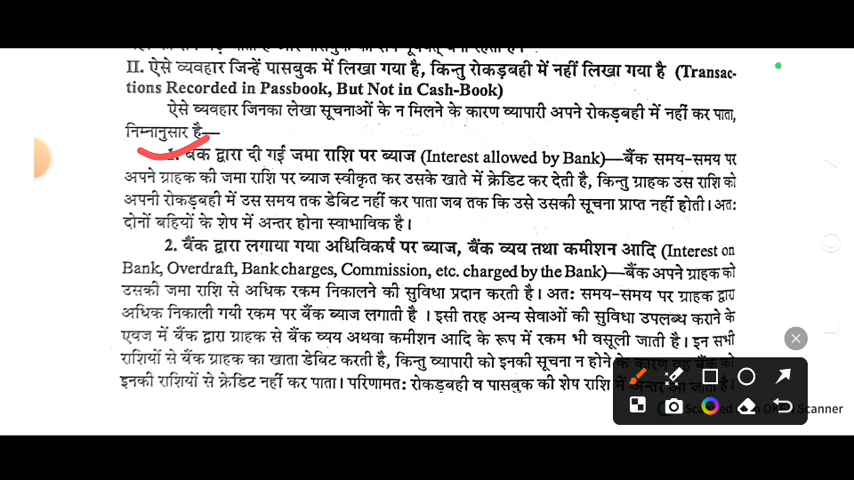 II. ऐसे व्यवहार जिन्हें पासबुक में लिखा गया है, किन्तु रोकड़बही में नहीं लिखा गया है (Transac-
tions Recorded in Passbook, But Not in Cash-Book)
ऐसे व्यवहार जिनका लेखा सूचनाओं के न मिलने के कारण व्यापारी अपने रोकड़बही में नहीं कर पाता,
निम्नानुसार है—
1. बैंक द्वारा दी गई जमा राशि पर ब्याज (Interest allowed by Bank)—बैंक समय-समय पर
अपने ग्राहक की जमा राशि पर ब्याज स्वीकृत कर उसके खाते में क्रेडिट कर देती है, किन्तु ग्राहक उस राशि को
अपनी रोकड़बही में उस समय तक डेबिट नहीं कर पाता जब तक कि उसे उसकी सूचना प्राप्त नहीं होती। अतः
दोनों बहियों के शेष में अन्तर होना स्वाभाविक है।
2. बैंक द्वारा लगाया गया अधिविकर्ष पर ब्याज, बैंक व्यय तथा कमीशन आदि (Interest on
Bank, Overdraft, Bank charges, Commission, etc. charged by the Bank)—बैंक अपने ग्राहक को
उसकी जमा राशि से अधिक रकम निकालने की सुविधा प्रदान करती है। अतः समय-समय पर ग्राहक द्वारा
अधिक निकाली गयी रकम पर बैंक ब्याज लगाती है । इसी तरह अन्य सेवाओं की सुविधा उपलब्ध कराने के
एवज में बैंक द्वारा ग्राहक से बैंक व्यय अथवा कमीशन आदि के रूप में रकम भी वसूली जाती है। इन सभी
राशियों से बैंक ग्राहक का खाता डेबिट करती है, किन्तु व्यापारी को इनकी सूचना न होने के कारण वह बैंक को
इनकी राशियों से क्रेडिट नहीं कर पाता। परिणामतः रोकड़बही व पासबुक की शेष राशि में अन्तर आ जाता है।
Scanner